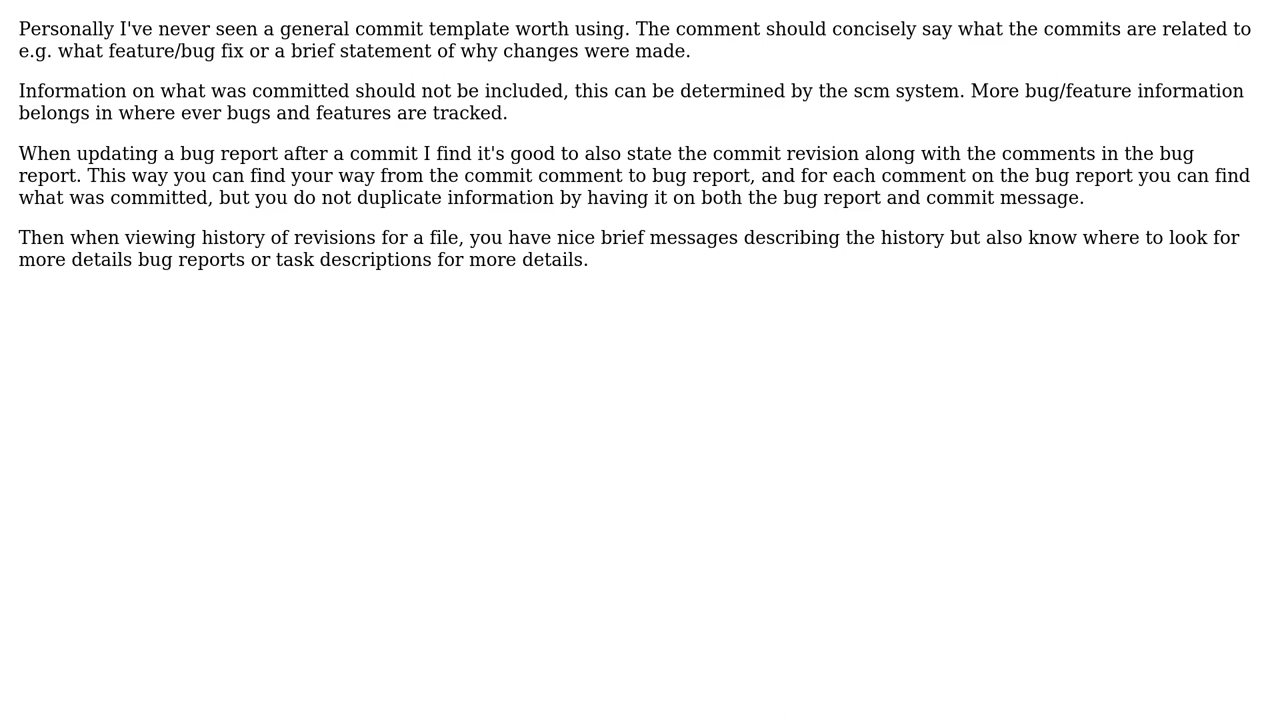 Personally I've never seen a general commit template worth using. The comment should concisely say what the commits are related to
e.g. what feature/bug fix or a brief statement of why changes were made.
Information on what was committed should not be included, this can be determined by the scm system. More bug/feature information
belongs in where ever bugs and features are tracked.
When updating a bug report after a commit I find it's good to also state the commit revision along with the comments in the bug
report. This way you can find your way from the commit comment to bug report, and for each comment on the bug report you can find
what was committed, but you do not duplicate information by having it on both the bug report and commit message.
Then when viewing history of revisions for a file, you have nice brief messages describing the history but also know where to look for
more details bug reports or task descriptions for more details.